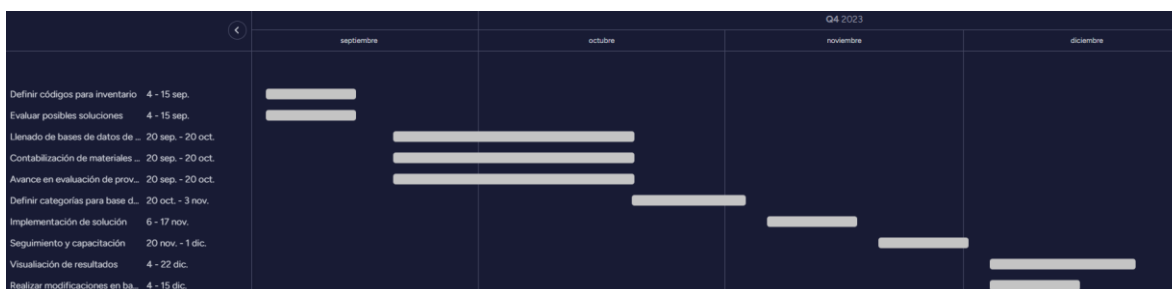 Q4 2023
septiembre octubre noviembre diciembre
Definir códigos para inventario 4 - 15 sep.
Evaluar posibles soluciones 4 - 15 sep.
Llenado de bases de datos de ... 20 sep. - 20 oct.
Contabilización de materiales ... 20 sep. - 20 oct.
Avance en evaluación de prov... 20 sep. - 20 oct.
Definir categorías para base d... 20 oct. - 3 nov.
Implementación de solución 6 - 17 nov.
Seguimiento y capacitación 20 nov. - 1 dic.
Visualiación de resultados 4 - 22 dic.
Realizar modificaciones en ba... 4 - 15 dic.